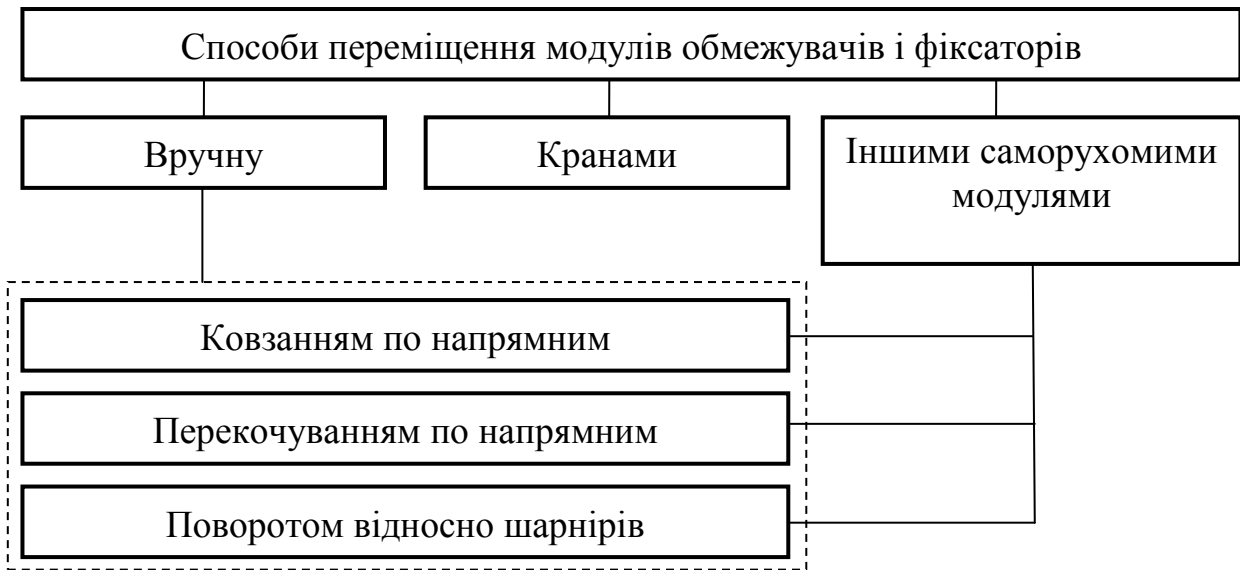 Способи переміщення модулів обмежувачів і фіксаторів
Вручну
Кранами
Іншими саморухомими
модулями
Ковзанням по напрямним
Перекочуванням по напрямним
Поворотом відносно шарнірів